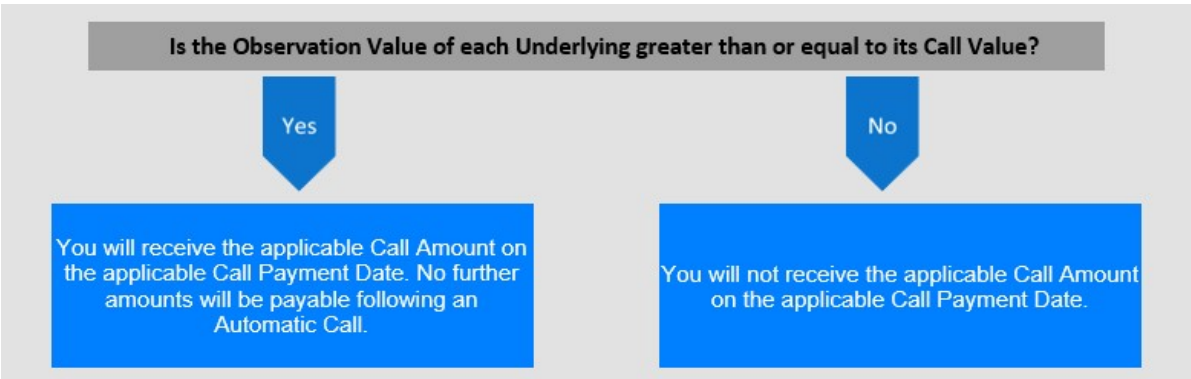 Is the Observation Value of each Underlying greater than or equal to its Call Value?
Yes
No
You will receive the applicable Call Amount on
the applicable Call Payment Date. No further
amounts will be payable following an
Automatic Call.
You will not receive the applicable Call Amount
on the applicable Call Payment Date.